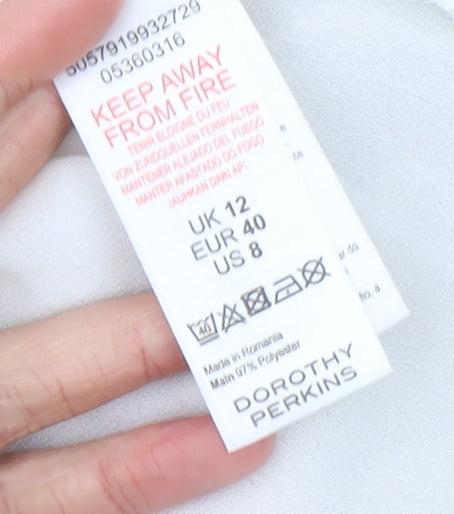 5057919932729
05360316
KEEP AWAY
FROM FIRE
TENIR ELOIGNE DU FEU
VON ZUNDQUELLEN FERNHALTEN
MANTENER ALEJADO DEL FUEGO
MANTER AFASTADO DO FOGO
JAUHKAN DARI API
UK 12
EUR 40
US 8
40
Made in Romania
Main 97% Polyester
DOROTHY
PERKINS